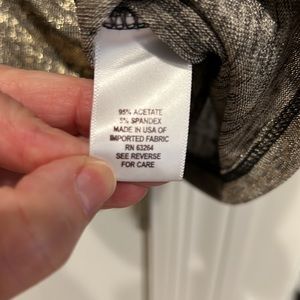 95% ACETATE
5% SPANDEX
MADE IN USA OF
IMPORTED FABRIC
RN 63264
SEE REVERSE
FOR CARE